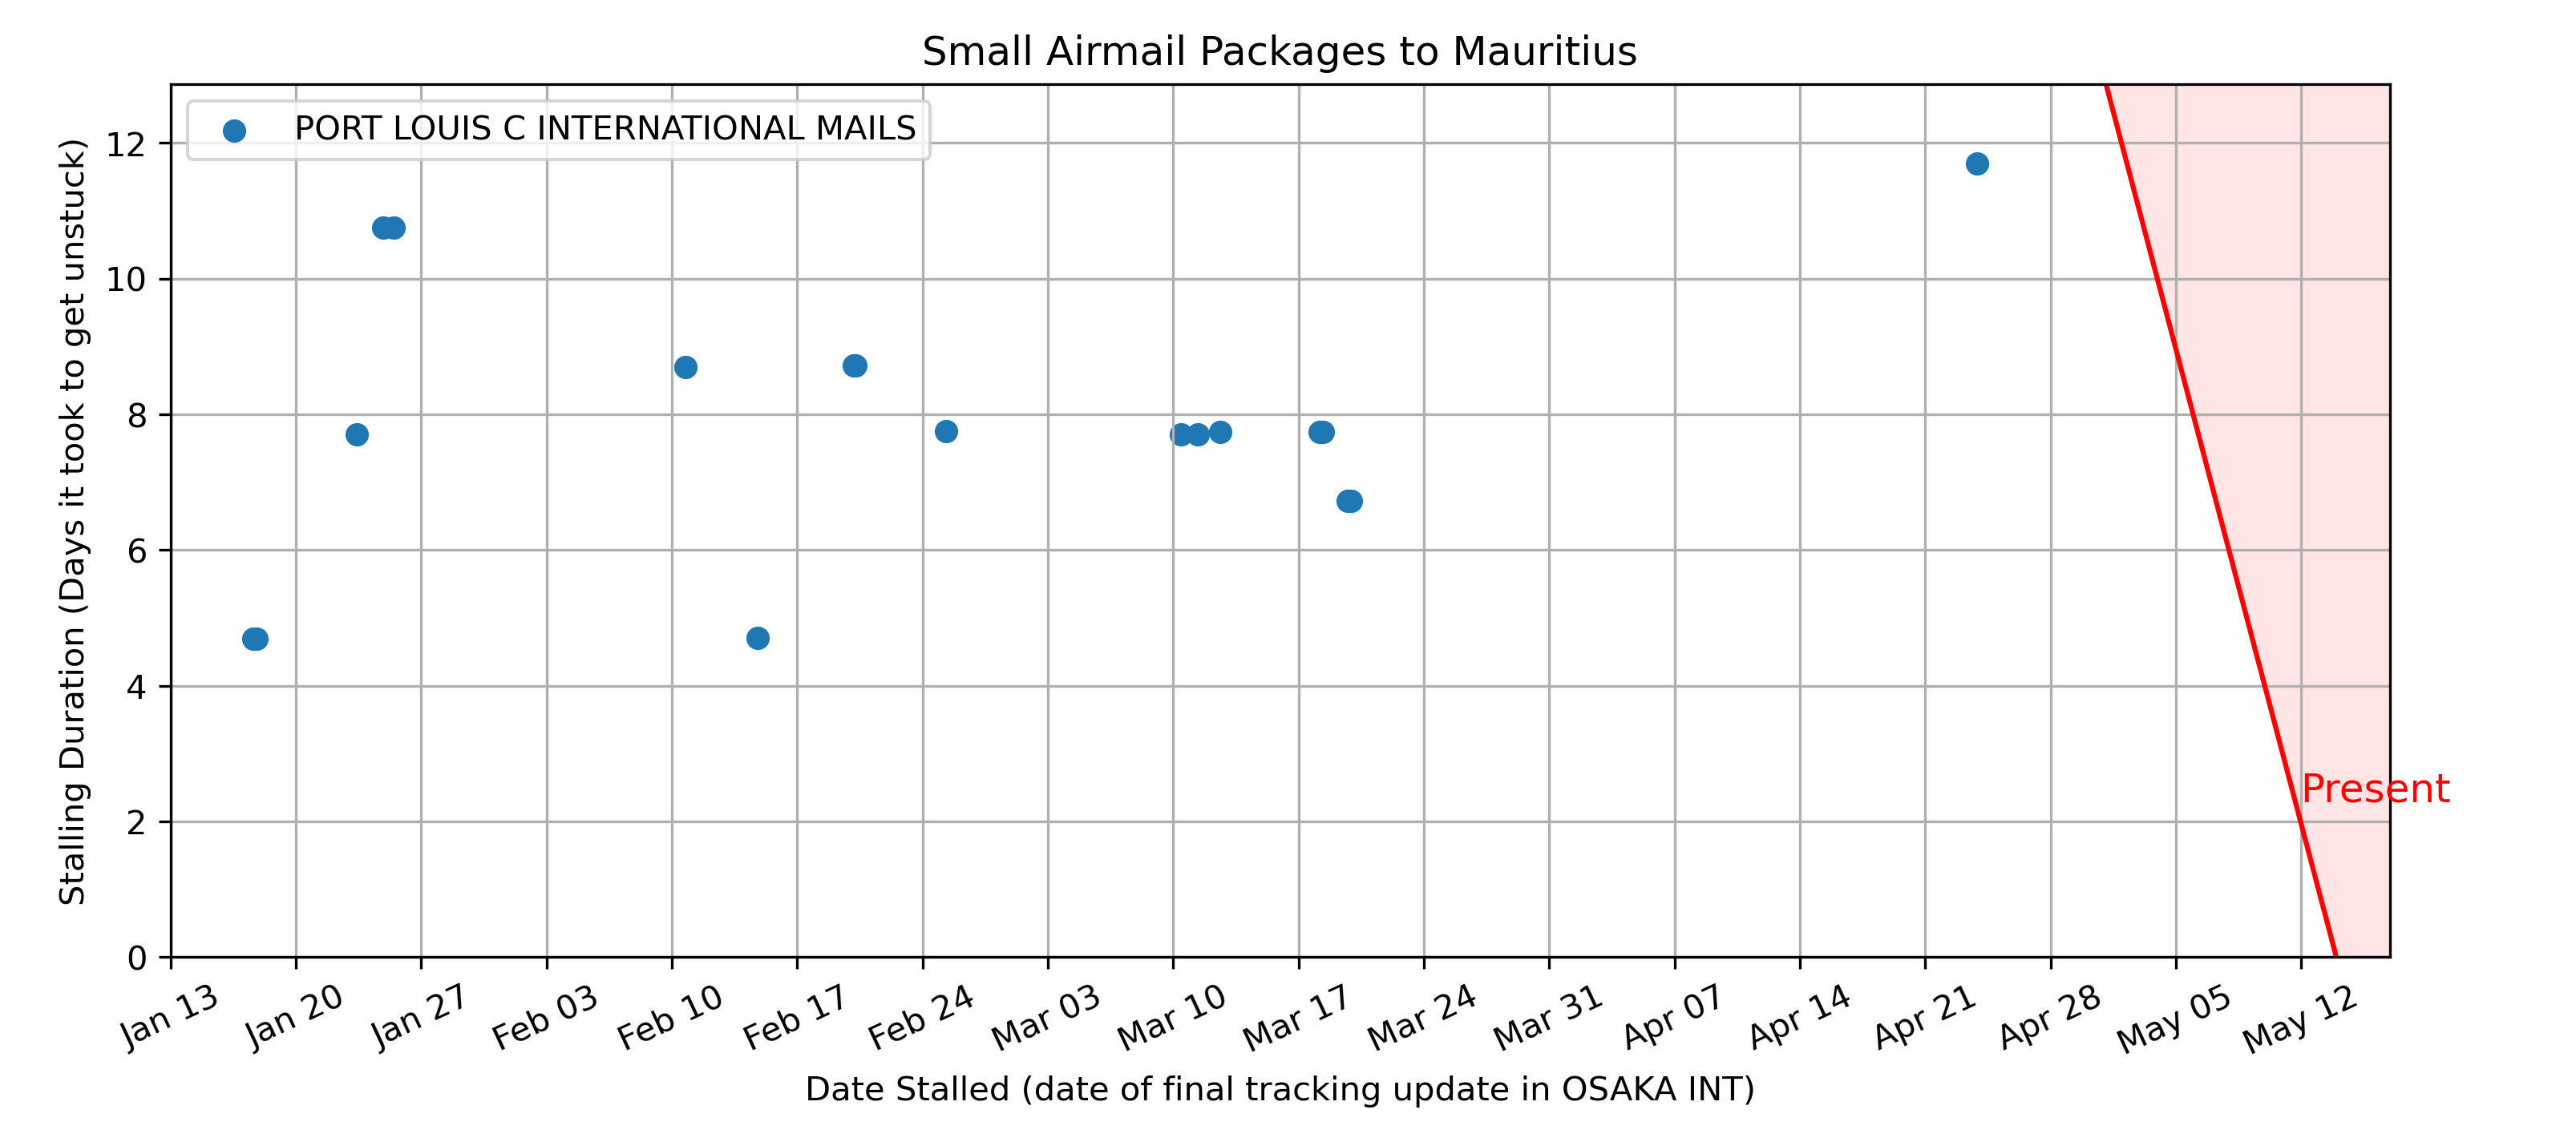 Small Airmail Packages to Mauritius
PORT LOUIS C INTERNATIONAL MAILS
Stalling Duration (Days it took to get unstuck)
12
10
8
6
4
2
0
Present
Jan 13
Jan 20
Jan 27
Feb 03
Feb 10
Feb 17
Feb 24
Mar 03
Mar 10
Mar 17
Mar 24
Mar 31
Apr 07
Apr 14
Apr 21
Apr 28
May 05
May 12
Date Stalled (date of final tracking update in OSAKA INT)